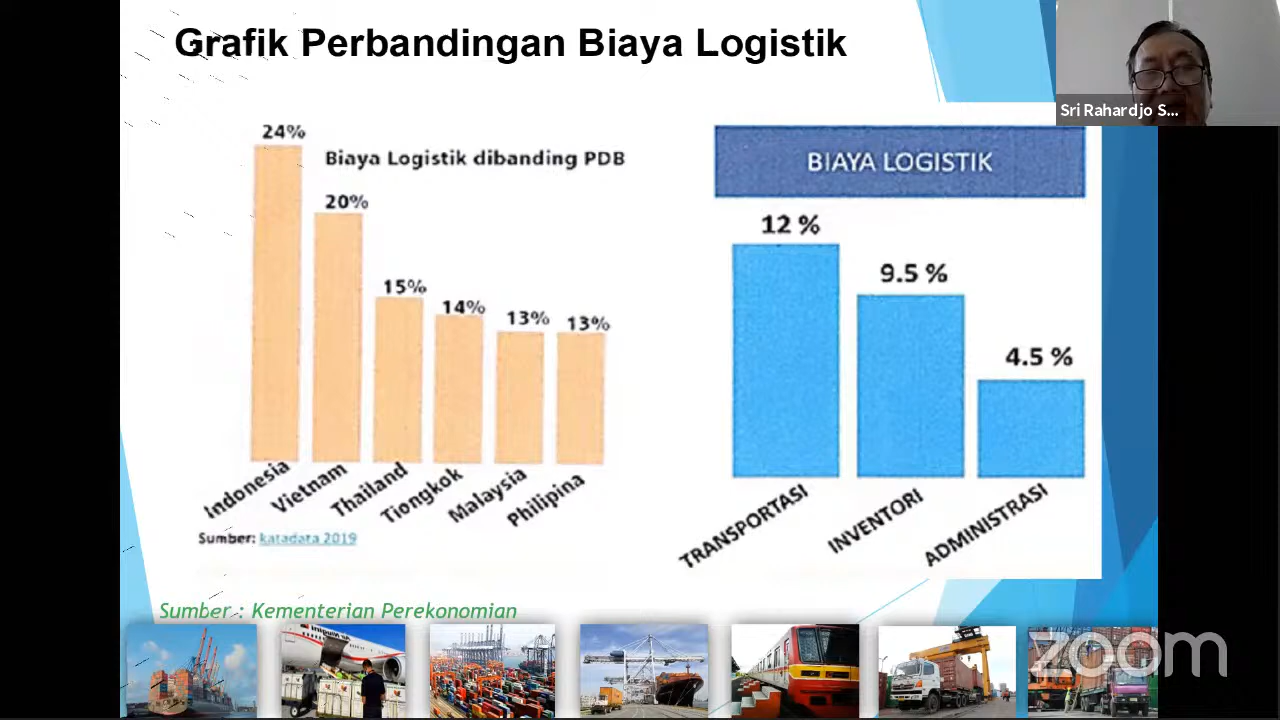 Grafik Perbandingan Biaya Logistik
Sri Rahardjo S...
24%
Biaya Logistik dibanding PDB
20%
15%
14%
13%
13%
Indonesia
Vietnam
Thailand
Tiongkok
Malaysia
Philipina
Sumber: katadata 2019
BIAYA LOGISTIK
12 %
9.5 %
4.5 %
TRANSPORTASI
INVENTORI
ADMINISTRASI
Sumber : Kementerian Perekonomian
zoom